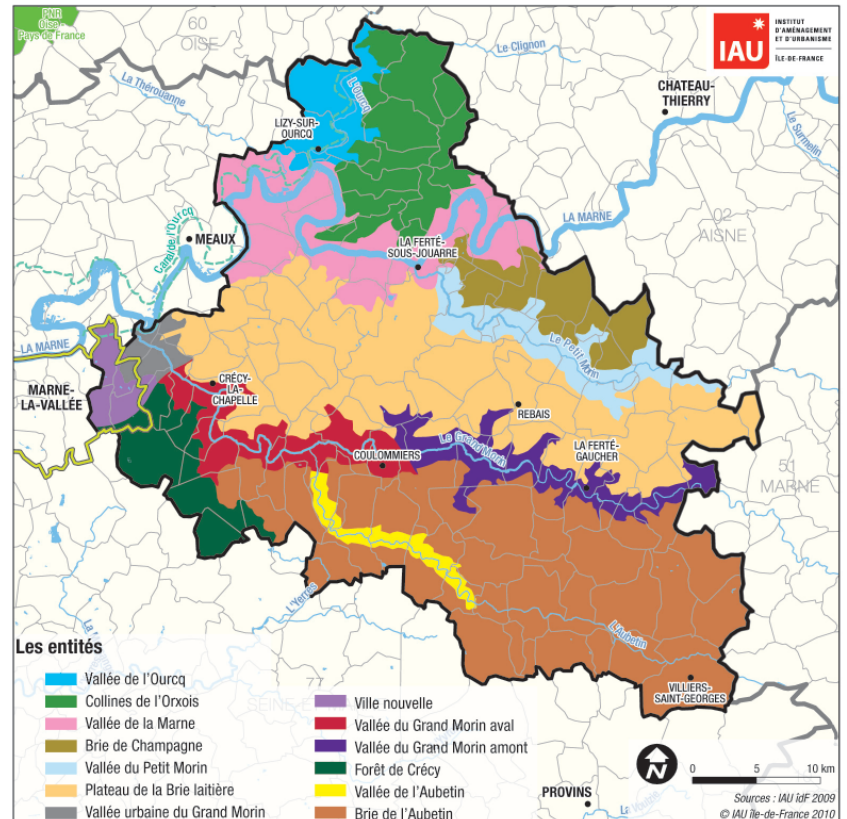 PNR
Oise -
Pays de France
60
OISE
Le Clignon
IAU
INSTITUT
D'AMÉNAGEMENT
ET D'URBANISME
ÎLE-DE-FRANCE
La Thérouanne
L'Ourcq
CHATEAU-
THIERRY
LIZY-SUR-
OURCQ
Le Surmelin
Canal de l'Ourcq
MEAUX
LA MARNE
02
AISNE
LA FERTÉ-
SOUS-JOUARRE
LA MARNE
Le Petit Morin
MARNE-
LA-VALLÉE
CRÉCY-
LA-
CHAPELLE
REBAIS
Le Grand Morin
LA FERTÉ-
GAUCHER
COULOMMIERS
51
MARNE
L'Yerres
L'Aubetin
VILLIERS-
SAINT-GEORGES
77
PROVINS
Les entités
Vallée de l'Ourcq
Collines de l'Orxois
Vallée de la Marne
Brie de Champagne
Vallée du Petit Morin
Plateau de la Brie laitière
Vallée urbaine du Grand Morin
Ville nouvelle
Vallée du Grand Morin aval
Vallée du Grand Morin amont
Forêt de Crécy
Vallée de l'Aubetin
Brie de l'Aubetin
N
0 5 10 km
Sources : IAU îdF 2009
© IAU île-de-France 2010